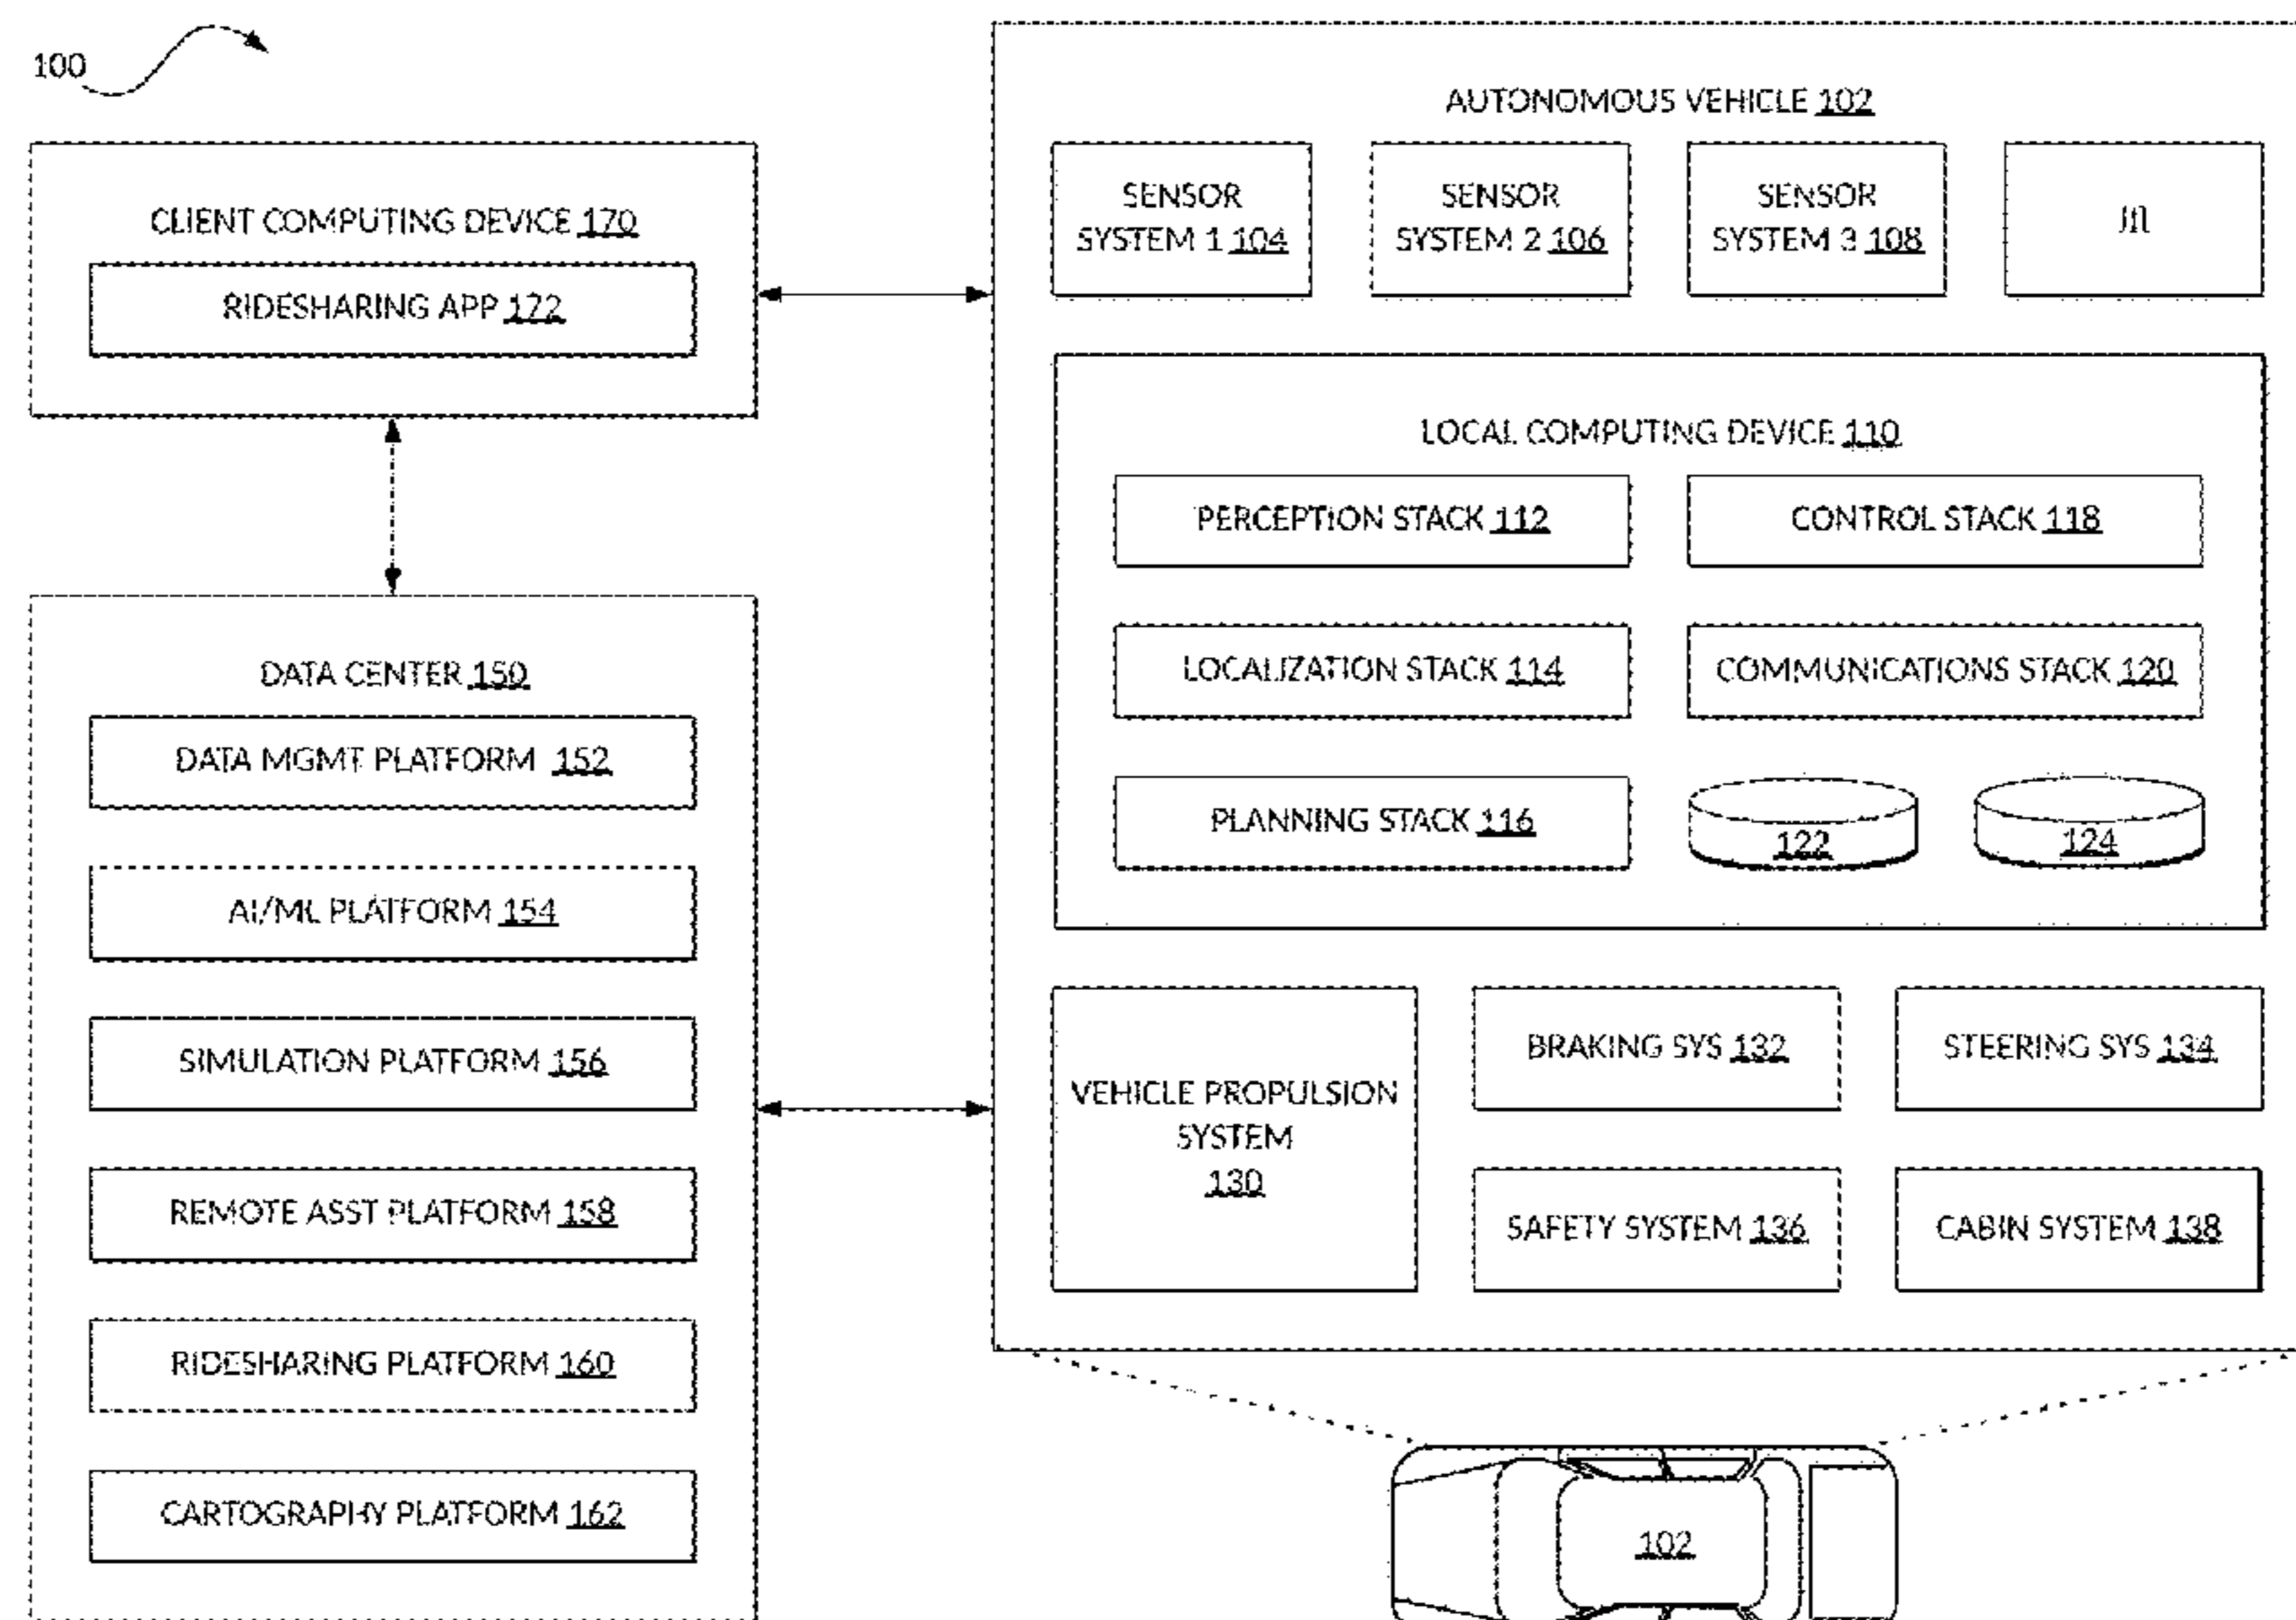 100
CLIENT COMPUTING DEVICE 170
RIDESHARING APP 172
DATA CENTER 150
DATA MGMT PLATFORM 152
AI/ML PLATFORM 154
SIMULATION PLATFORM 156
REMOTE ASST PLATFORM 158
RIDESHARING PLATFORM 160
CARTOGRAPHY PLATFORM 162
AUTONOMOUS VEHICLE 102
SENSOR
SYSTEM 1 104
SENSOR
SYSTEM 2 106
SENSOR
SYSTEM 3 108
LOCAL COMPUTING DEVICE 110
PERCEPTION STACK 112
CONTROL STACK 118
LOCALIZATION STACK 114
COMMUNICATIONS STACK 120
PLANNING STACK 116
122
124
VEHICLE PROPULSION
SYSTEM
130
BRAKING SYS 132
STEERING SYS 134
SAFETY SYSTEM 136
CABIN SYSTEM 138
102